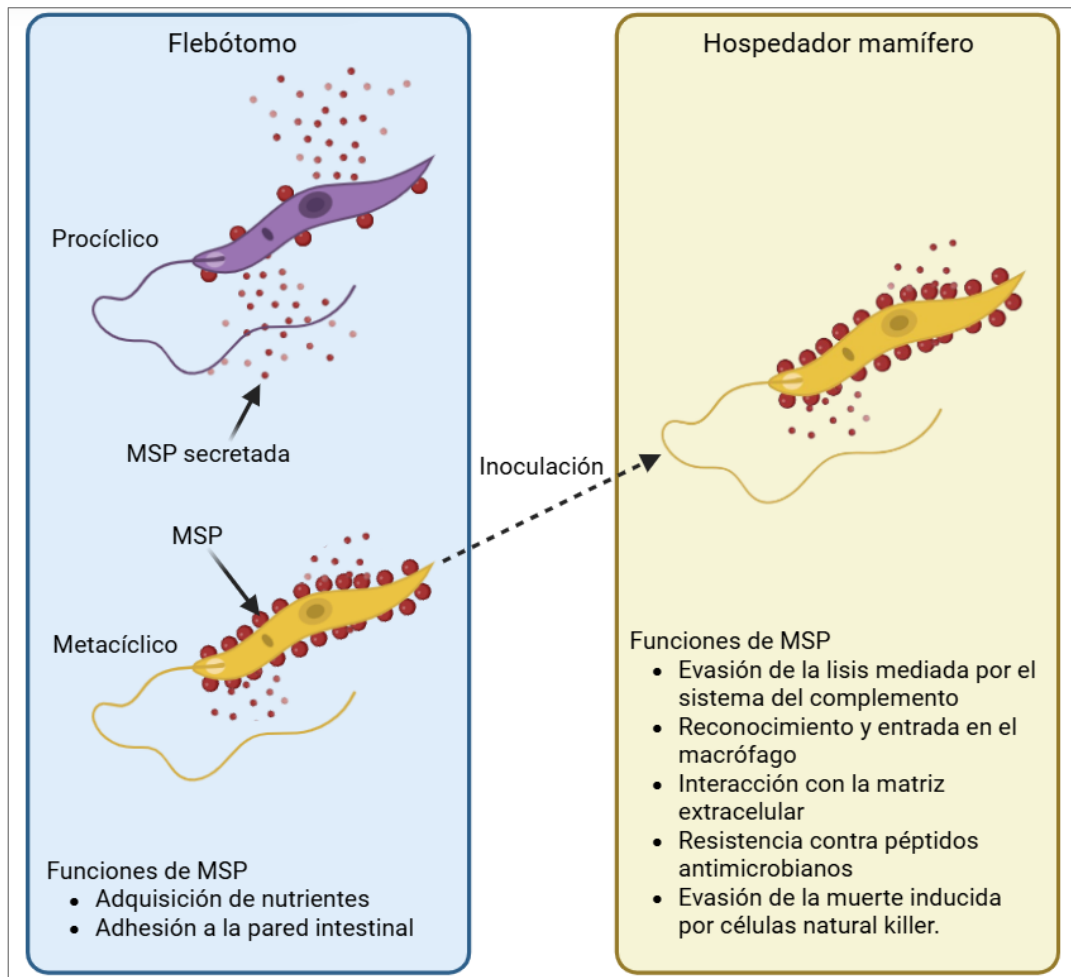 Flebótomo
Procíclico
MSP secretada
MSP
Metacíclico
Funciones de MSP
• Adquisición de nutrientes
• Adhesión a la pared intestinal
Inoculación
Hospedador mamífero
Funciones de MSP
• Evasión de la lisis mediada por el
sistema del complemento
• Reconocimiento y entrada en el
macrófago
• Interacción con la matriz
extracelular
• Resistencia contra péptidos
antimicrobianos
• Evasión de la muerte inducida
por células natural killer.